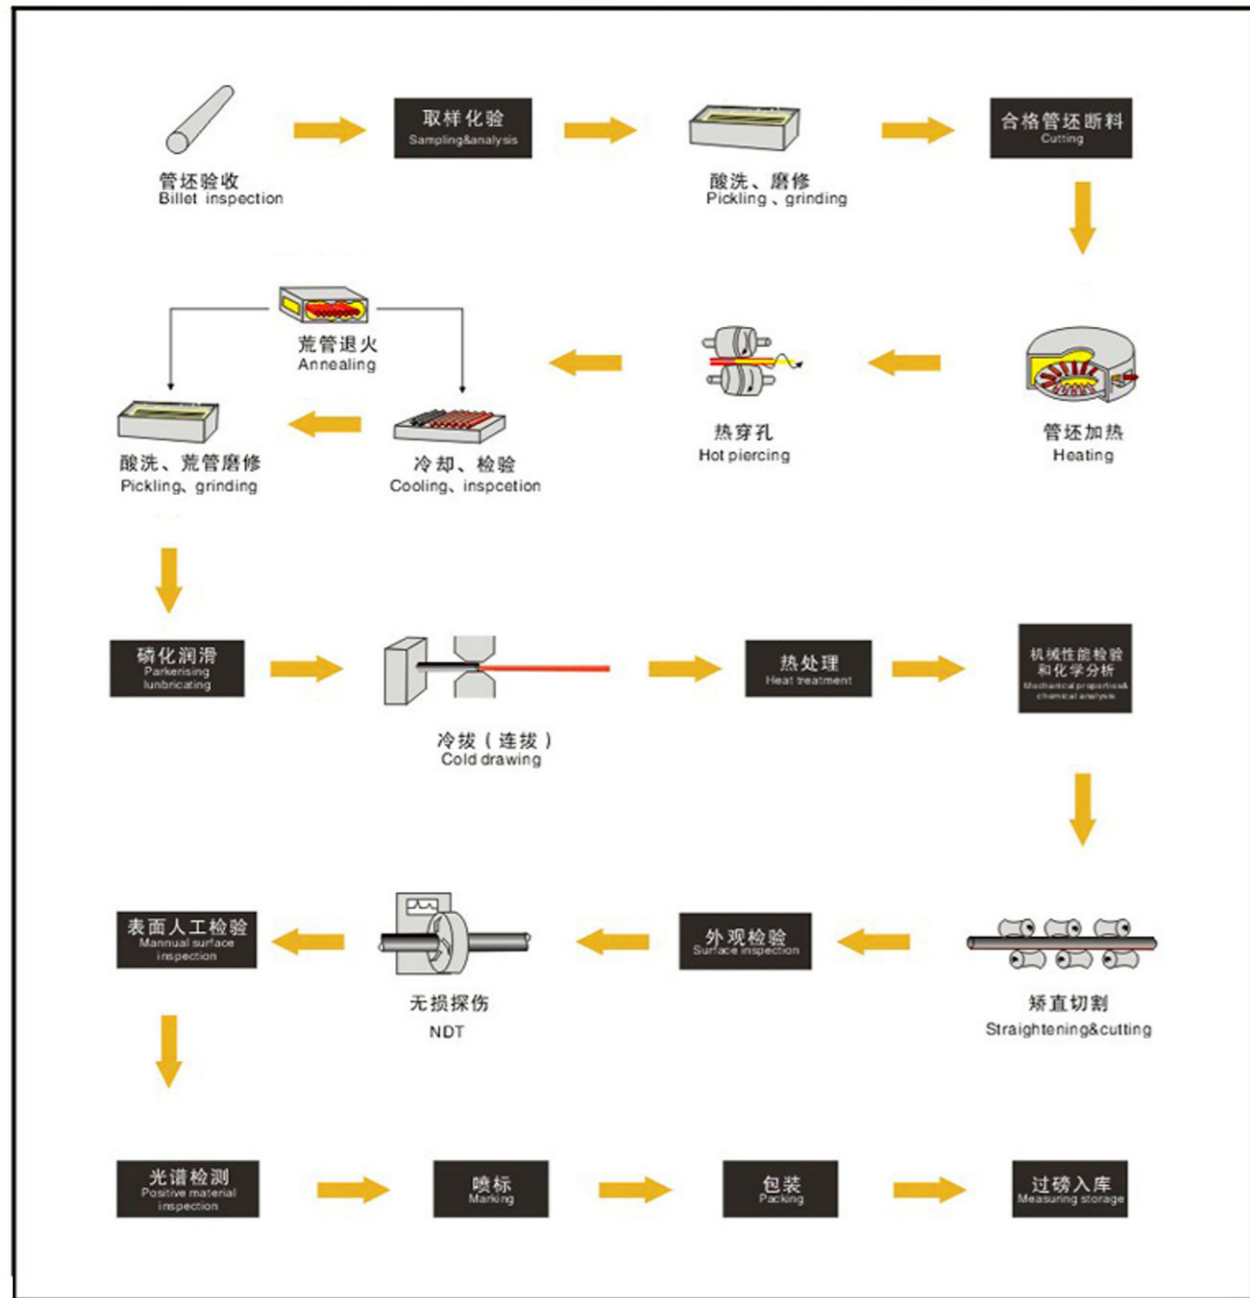 管坯验收
Billet inspection
取样化验
Sampling&analysis
酸洗、磨修
Pickling、grinding
合格管坯断料
Cutting
荒管退火
Annealing
热穿孔
Hot piercing
管坯加热
Heating
酸洗、荒管磨修
Pickling、grinding
冷却、检验
Cooling、inspcetion
磷化润滑
Parkerising
lunbricating
冷拔（连拔）
Cold drawing
热处理
Heat treatment
机械性能检验
和化学分析
Mechanical properties&
chemical analysis
表面人工检验
Mannual surface
inspection
无损探伤
NDT
外观检验
Surface inspection
矫直切割
Straightening&cutting
光谱检测
Positive material
inspection
喷标
Marking
包装
Packing
过磅入库
Measuring storage